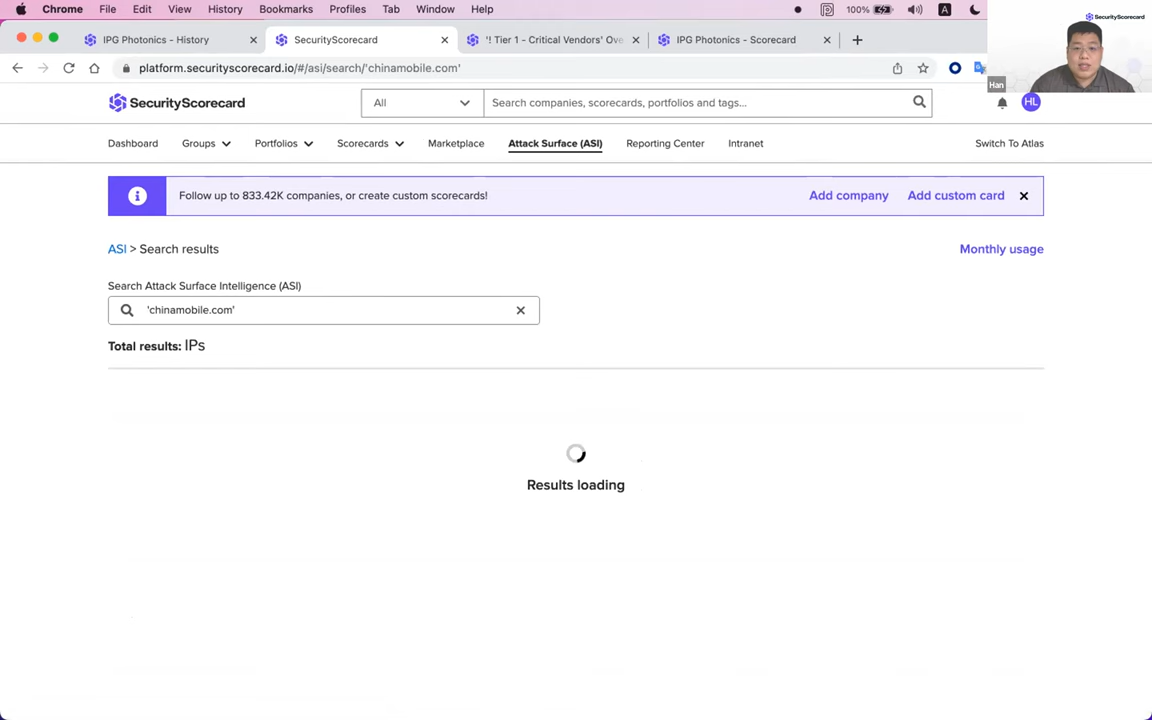 Chrome File Edit View History Bookmarks Profiles Tab Window Help 100% A
SecurityScorecard
IPG Photonics - History
SecurityScorecard
'! Tier 1 - Critical Vendors' Ove
IPG Photonics - Scorecard
platform.securityscorecard.io/#/asi/search/'chinamobile.com'
Han
SecurityScorecard
All
Search companies, scorecards, portfolios and tags...
HL
Dashboard Groups Portfolios Scorecards Marketplace Attack Surface (ASI) Reporting Center Intranet Switch To Atlas
Follow up to 833.42K companies, or create custom scorecards! Add company Add custom card
ASI > Search results Monthly usage
Search Attack Surface Intelligence (ASI)
'chinamobile.com'
Total results: IPs
Results loading